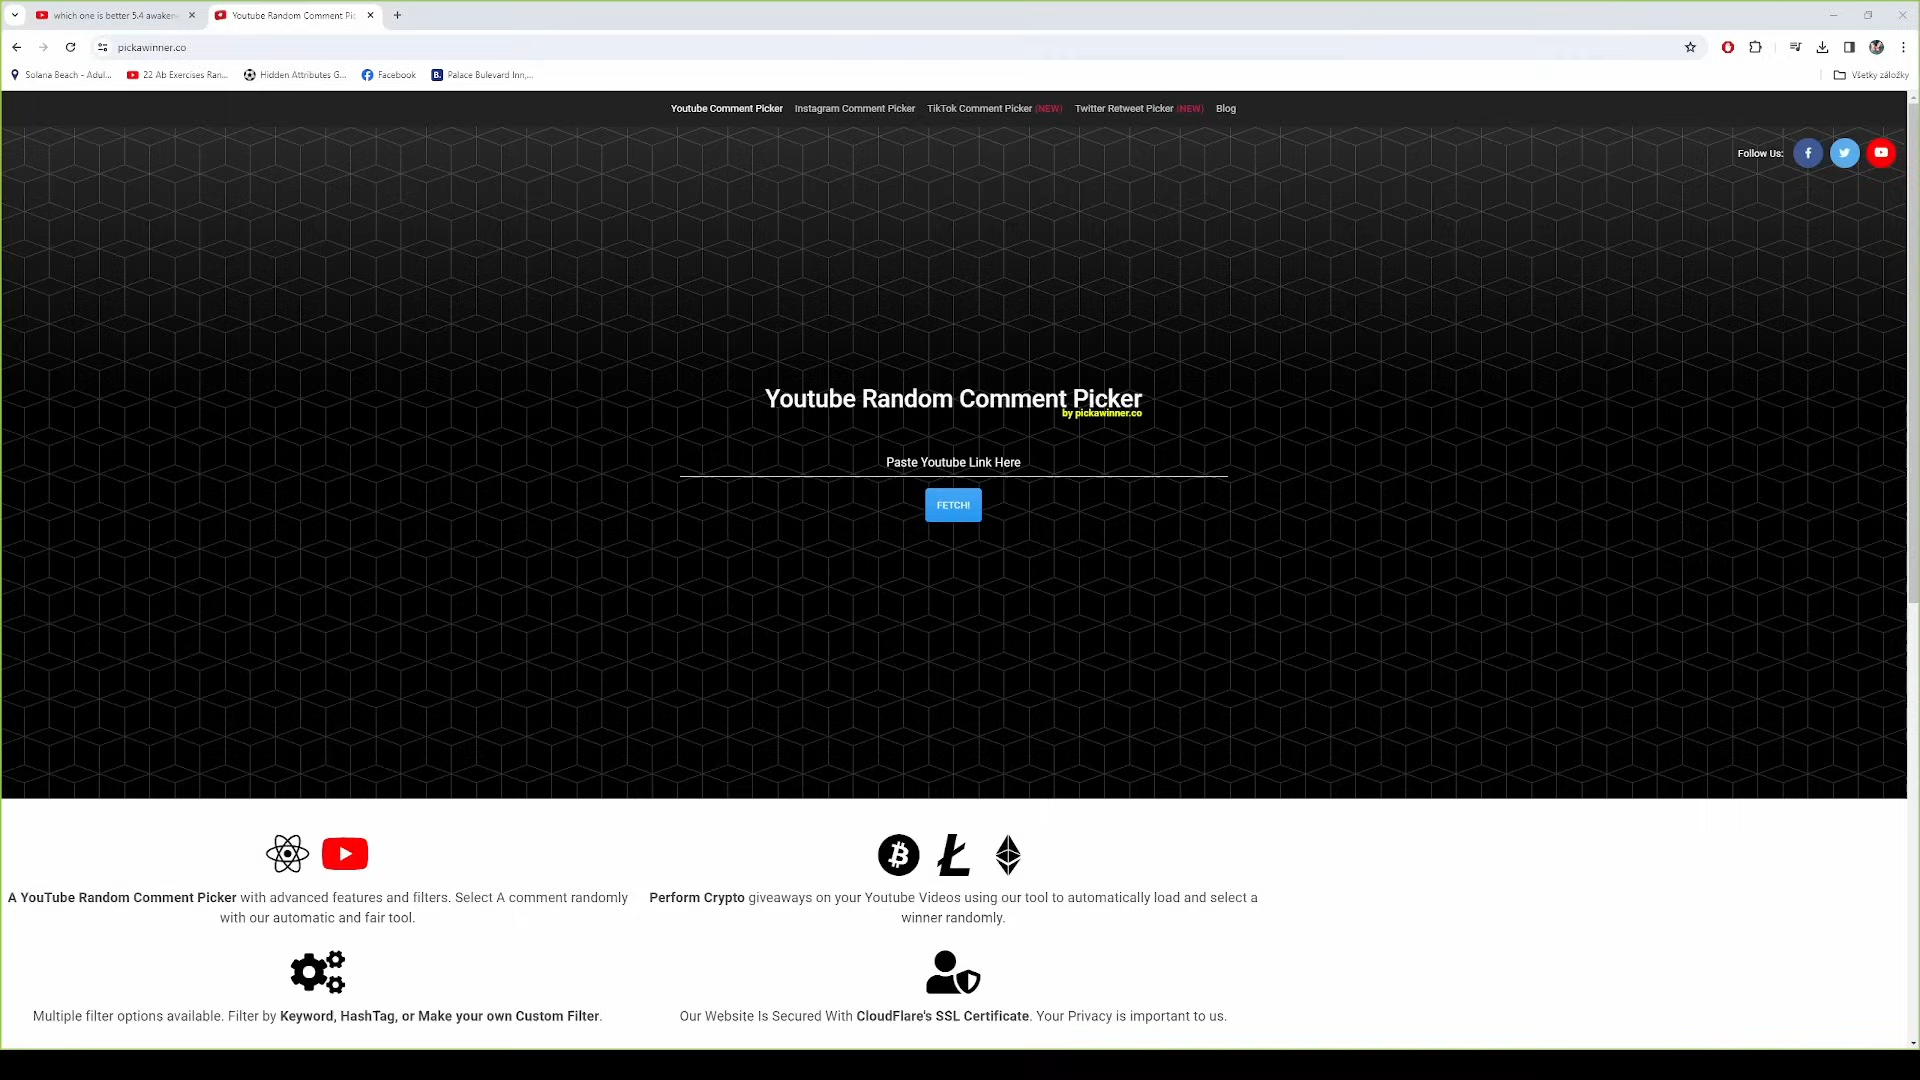 which one is better 5.4 awaken
Youtube Random Comment Pic
pickawinner.co
Solana Beach - Adul...
22 Ab Exercises Ran...
Hidden Attributes G...
Facebook
Palace Bulevard Inn,...
Všetky záložky
Youtube Comment Picker
Instagram Comment Picker
TikTok Comment Picker (NEW)
Twitter Retweet Picker (NEW)
Blog
Follow Us:
Youtube Random Comment Picker
by pickawinner.co
Paste Youtube Link Here
FETCH!
A YouTube Random Comment Picker with advanced features and filters. Select A comment randomly
with our automatic and fair tool.
Perform Crypto giveaways on your Youtube Videos using our tool to automatically load and select a
winner randomly.
Multiple filter options available. Filter by Keyword, HashTag, or Make your own Custom Filter.
Our Website Is Secured With CloudFlare's SSL Certificate. Your Privacy is important to us.